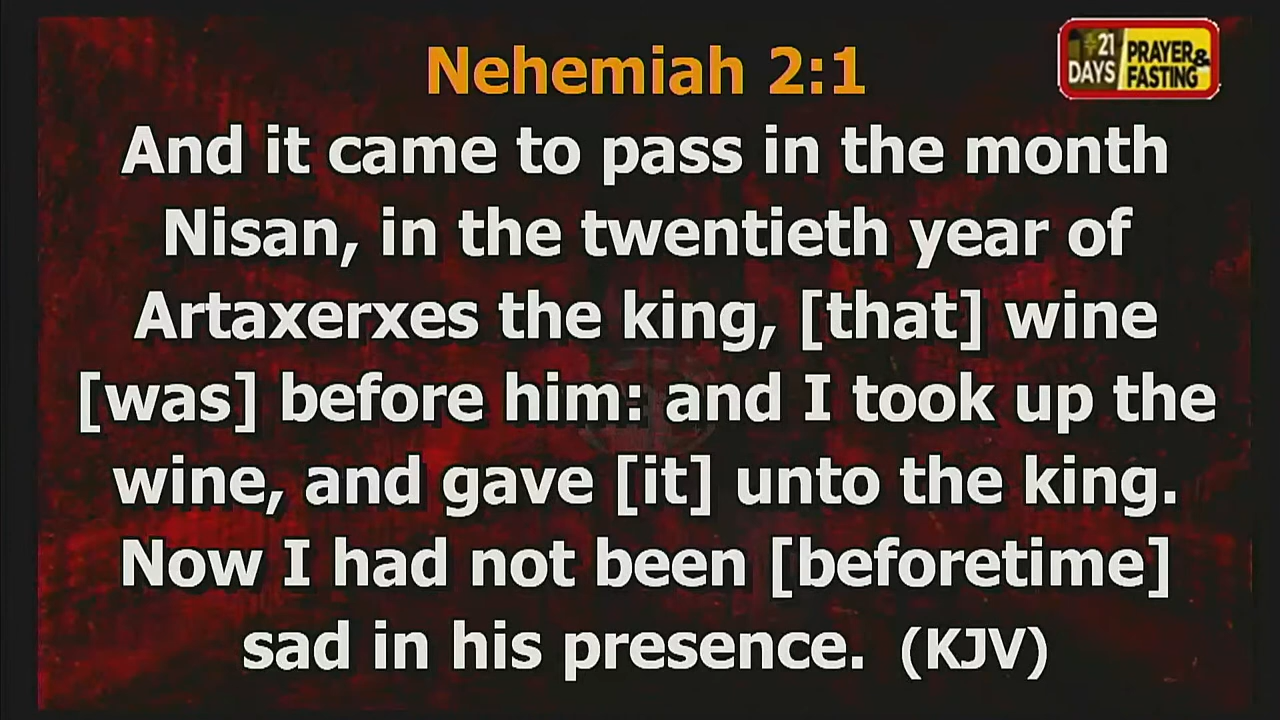 Nehemiah 2:1
21
DAYS
PRAYER&
FASTING
And it came to pass in the month
Nisan, in the twentieth year of
Artaxerxes the king, [that] wine
[was] before him: and I took up the
wine, and gave [it] unto the king.
Now I had not been [beforetime]
sad in his presence. (KJV)